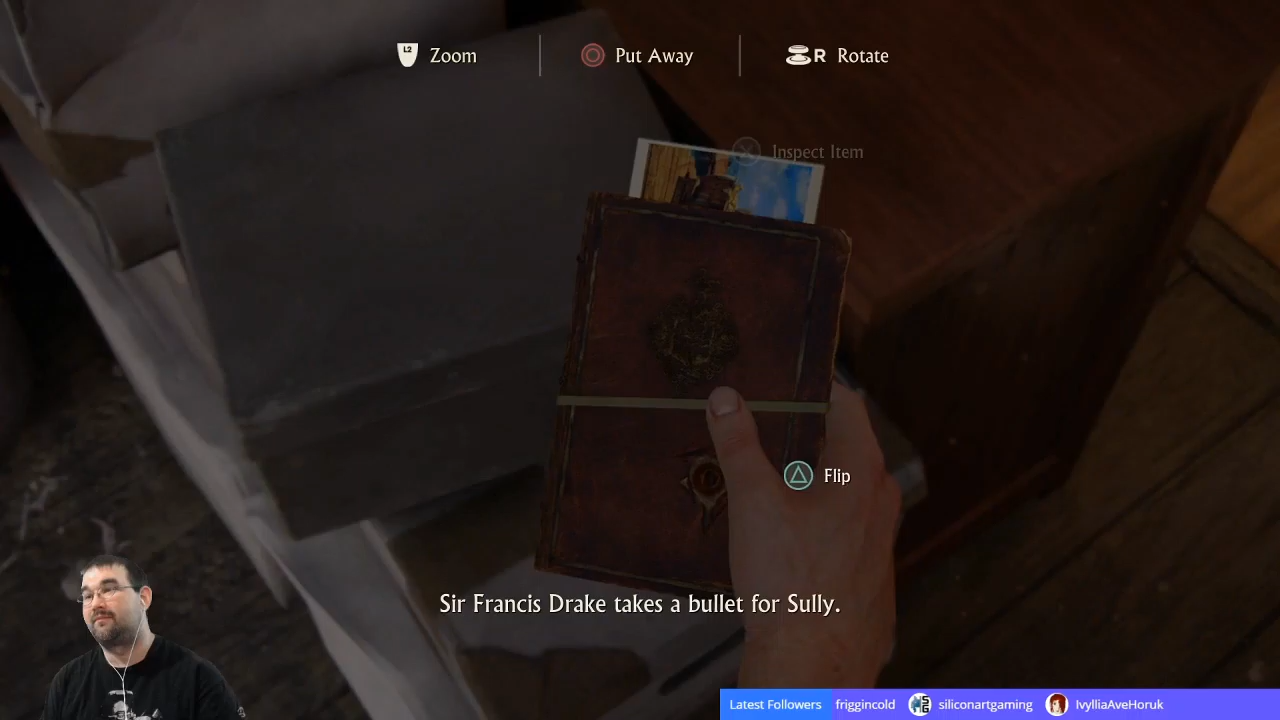 L2 Zoom
Put Away
R Rotate
Inspect Item
Flip
Sir Francis Drake takes a bullet for Sully.
Latest Followers friggincold siliconartgaming IvylliaAveHoruk